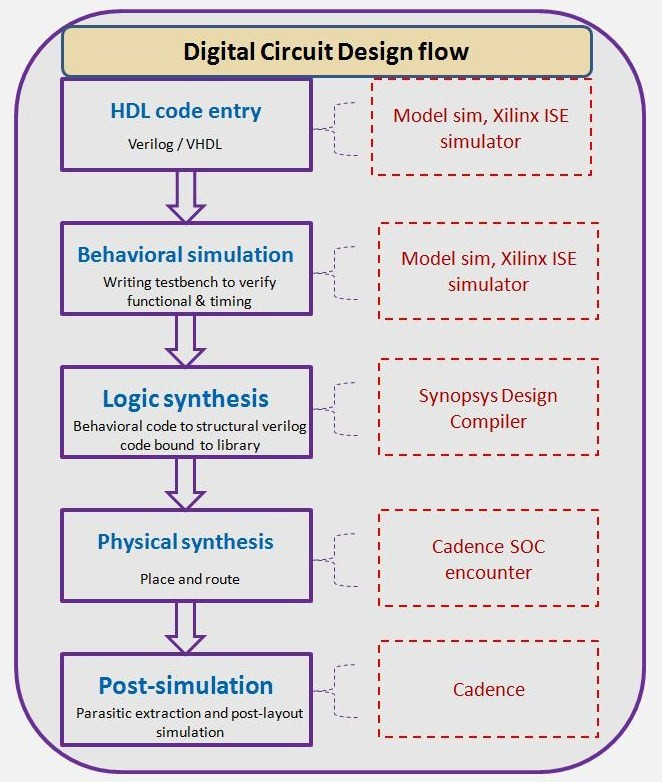 Digital Circuit Design flow
HDL code entry
Verilog / VHDL
Model sim, Xilinx ISE
simulator
Behavioral simulation
Writing testbench to verify
functional & timing
Model sim, Xilinx ISE
simulator
Logic synthesis
Behavioral code to structural verilog
code bound to library
Synopsys Design
Compiler
Physical synthesis
Place and route
Cadence SOC
encounter
Post-simulation
Parasitic extraction and post-layout
simulation
Cadence